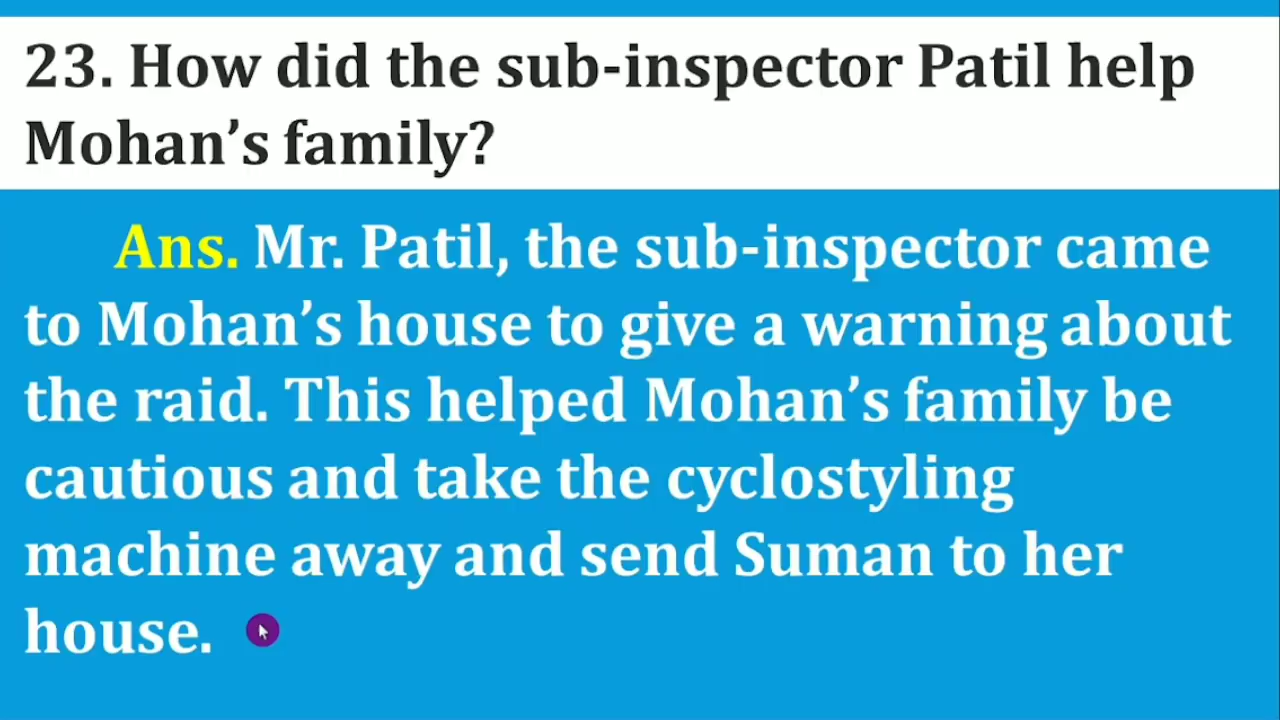 23. How did the sub-inspector Patil help
Mohan’s family?
Ans. Mr. Patil, the sub-inspector came
to Mohan’s house to give a warning about
the raid. This helped Mohan’s family be
cautious and take the cyclostyling
machine away and send Suman to her
house.